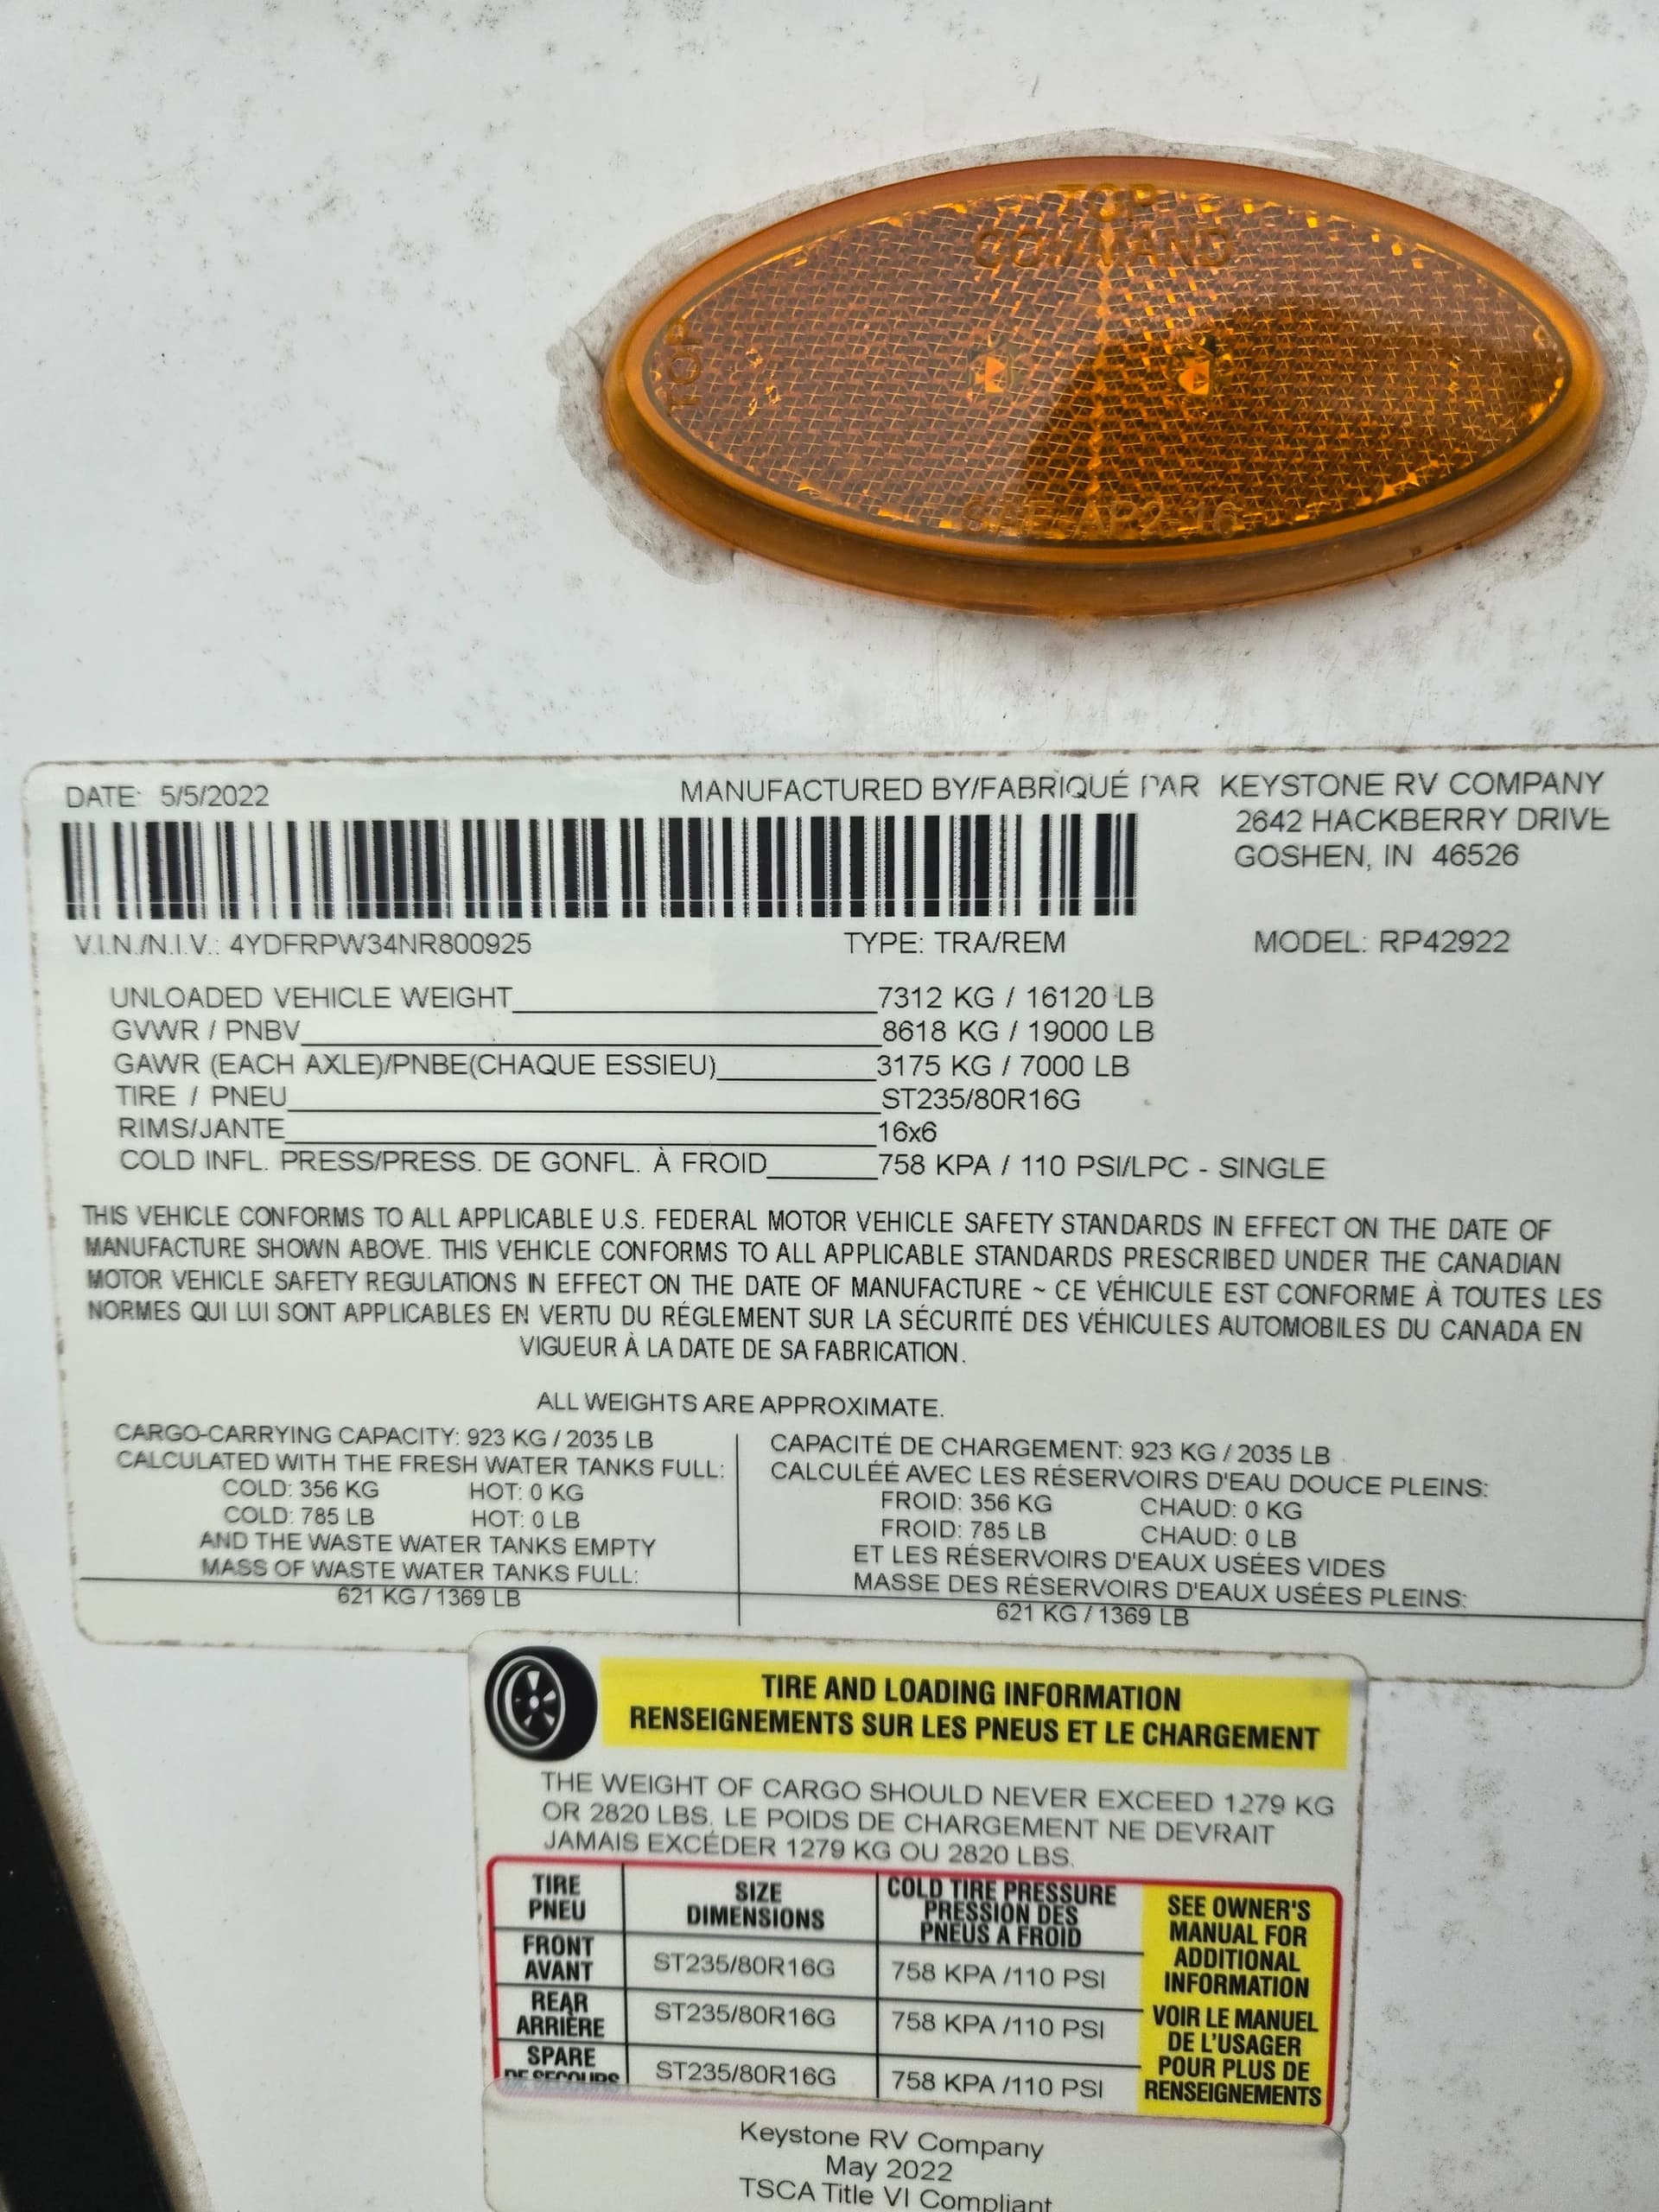 TOP
COMMAND
TOP
DATE: 5/5/2022
MANUFACTURED BY/FABRIQUÉ PAR KEYSTONE RV COMPANY
2642 HACKBERRY DRIVE
GOSHEN, IN 46526
V.I.N./N.I.V.: 4YDFRPW34NR800925 TYPE: TRA/REM MODEL: RP42922
UNLOADED VEHICLE WEIGHT 7312 KG / 16120 LB
GVWR / PNBV 8618 KG / 19000 LB
GAWR (EACH AXLE)/PNBE(CHAQUE ESSIEU) 3175 KG / 7000 LB
TIRE / PNEU ST235/80R16G
RIMS/JANTE 16x6
COLD INFL. PRESS/PRESS. DE GONFL. À FROID 758 KPA / 110 PSI/LPC - SINGLE
THIS VEHICLE CONFORMS TO ALL APPLICABLE U.S. FEDERAL MOTOR VEHICLE SAFETY STANDARDS IN EFFECT ON THE DATE OF
MANUFACTURE SHOWN ABOVE. THIS VEHICLE CONFORMS TO ALL APPLICABLE STANDARDS PRESCRIBED UNDER THE CANADIAN
MOTOR VEHICLE SAFETY REGULATIONS IN EFFECT ON THE DATE OF MANUFACTURE ~ CE VÉHICULE EST CONFORME À TOUTES LES
NORMES QUI LUI SONT APPLICABLES EN VERTU DU RÉGLEMENT SUR LA SÉCURITÉ DES VÉHICULES AUTOMOBILES DU CANADA EN
VIGUEUR À LA DATE DE SA FABRICATION.
ALL WEIGHTS ARE APPROXIMATE.
CARGO-CARRYING CAPACITY: 923 KG / 2035 LB
CALCULATED WITH THE FRESH WATER TANKS FULL:
COLD: 356 KG HOT: 0 KG
COLD: 785 LB HOT: 0 LB
AND THE WASTE WATER TANKS EMPTY
MASS OF WASTE WATER TANKS FULL:
621 KG / 1369 LB
CAPACITÉ DE CHARGEMENT: 923 KG / 2035 LB
CALCULÉÉ AVEC LES RÉSERVOIRS D'EAU DOUCE PLEINS:
FROID: 356 KG CHAUD: 0 KG
FROID: 785 LB CHAUD: 0 LB
ET LES RÉSERVOIRS D'EAUX USÉES VIDES
MASSE DES RÉSERVOIRS D'EAUX USÉES PLEINS:
621 KG / 1369 LB
TIRE AND LOADING INFORMATION
RENSEIGNEMENTS SUR LES PNEUS ET LE CHARGEMENT
THE WEIGHT OF CARGO SHOULD NEVER EXCEED 1279 KG
OR 2820 LBS. LE POIDS DE CHARGEMENT NE DEVRAIT
JAMAIS EXCÉDER 1279 KG OU 2820 LBS.
TIRE
PNEU
SIZE
DIMENSIONS
COLD TIRE PRESSURE
PRESSION DES
PNEUS A FROID
FRONT
AVANT
ST235/80R16G
758 KPA /110 PSI
REAR
ARRIÈRE
ST235/80R16G
758 KPA /110 PSI
SPARE
DE SECOURS
ST235/80R16G
758 KPA /110 PSI
SEE OWNER'S
MANUAL FOR
ADDITIONAL
INFORMATION
VOIR LE MANUEL
DE L'USAGER
POUR PLUS DE
RENSEIGNEMENTS
Keystone RV Company
May 2022
TSCA Title VI Compliant